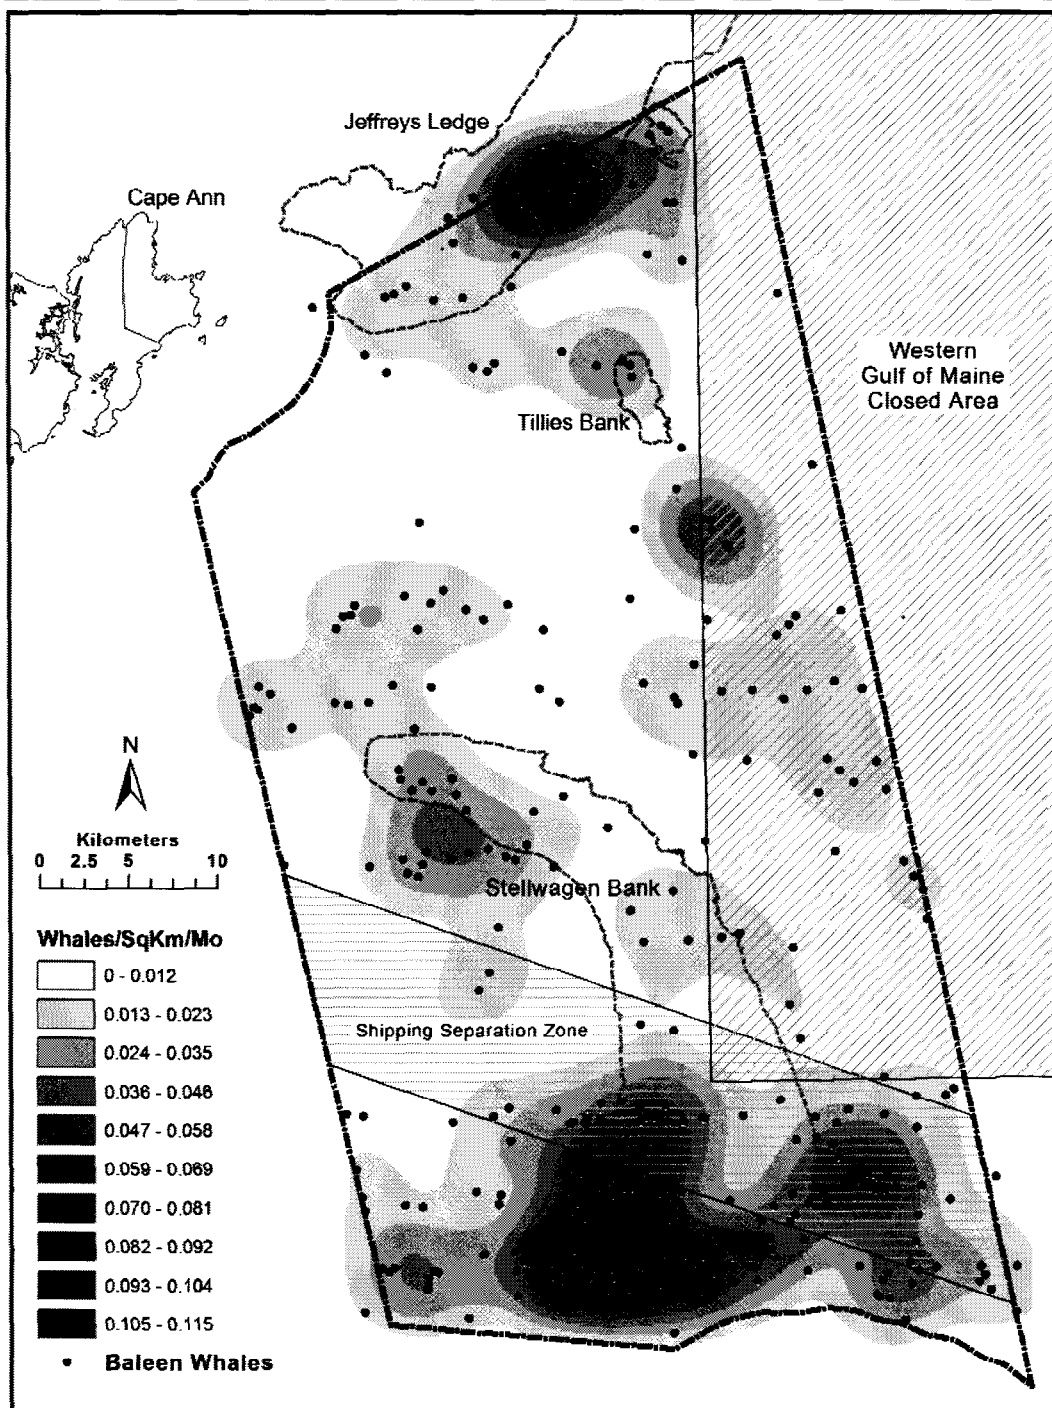 Jeffreys Ledge
Cape Ann
Western
Gulf of Maine
Closed Area
Tillies Bank
N
Kilometers
0 2.5 5 10
Stellwagen Bank
Whales/SqKm/Mo
0 - 0.012
0.013 - 0.023
0.024 - 0.035
0.036 - 0.046
0.047 - 0.058
0.059 - 0.069
0.070 - 0.081
0.082 - 0.092
0.093 - 0.104
0.105 - 0.115
Shipping Separation Zone
Baleen Whales